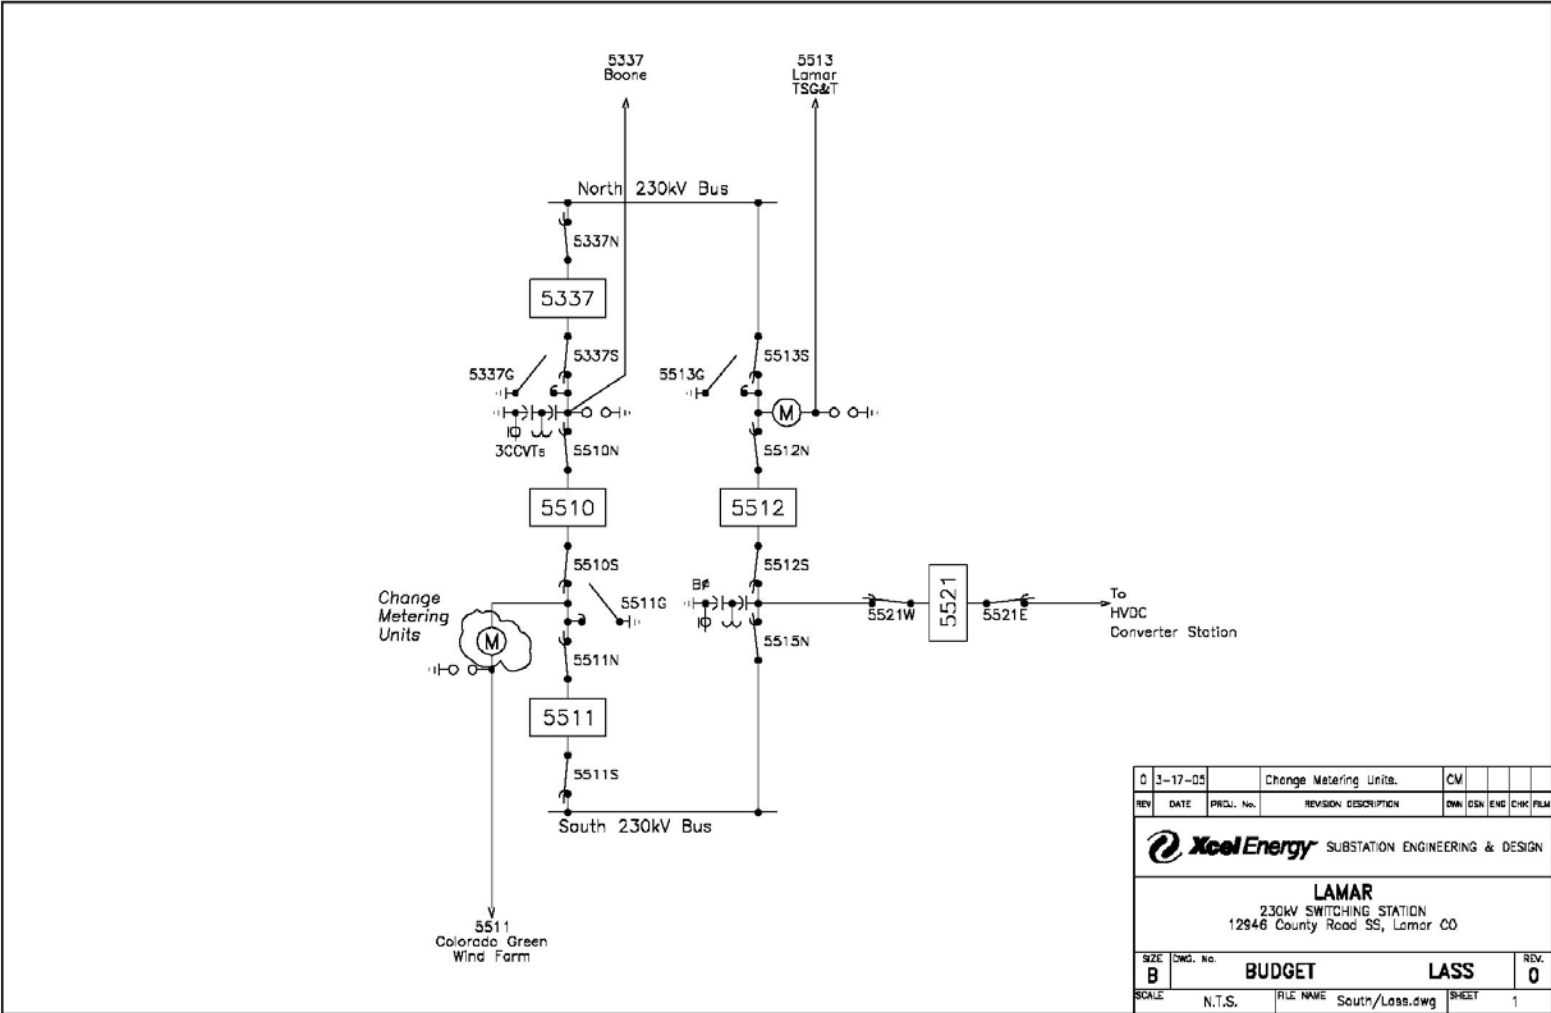 5337
Boone
5513
Lamar
TSG&T
North 230kV Bus
5337N
5337
5337S
5337G
5513S
5513G
M
3CCVTs
5510N
5512N
5510
5512
5510S
5512S
Change
Metering
Units
M
5511G
BØ
5521W
5521
5521E
To
HVDC
Converter Station
5511N
5515N
5511
5511S
South 230kV Bus
5511
Colorado Green
Wind Farm
0 3-17-05 Change Metering Units. CM
REV DATE PROJ. No. REVISION DESCRIPTION DWN DSN ENG CHK FILM
Xcel Energy SUBSTATION ENGINEERING & DESIGN
LAMAR
230kV SWITCHING STATION
12946 County Road SS, Lamar CO
SIZE B DWG. No. BUDGET LASS REV. 0
SCALE N.T.S. FILE NAME South/Lass.dwg SHEET 1